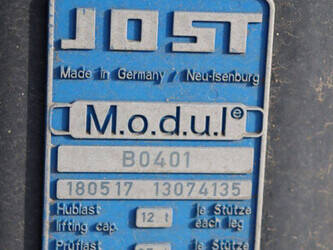 JOST
Made in Germany / Neu-Isenburg
M.o.d.u.l e
B0401
180517 13074135
Hublast je Stütze
lifting cap. 12 t each leg
Prüflast je Stütze